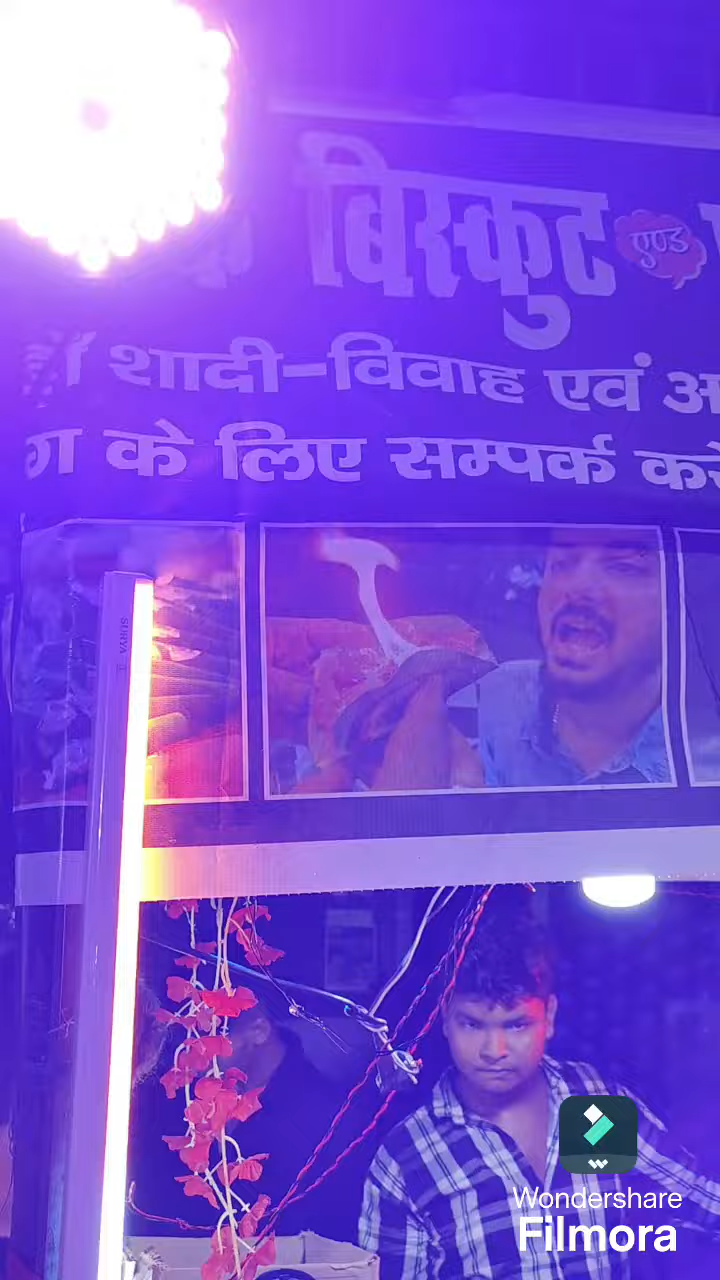 बिस्कुट एण्ड
शादी-विवाह एवं
के लिए सम्पर्क करें
SURYA
Wondershare
Filmora